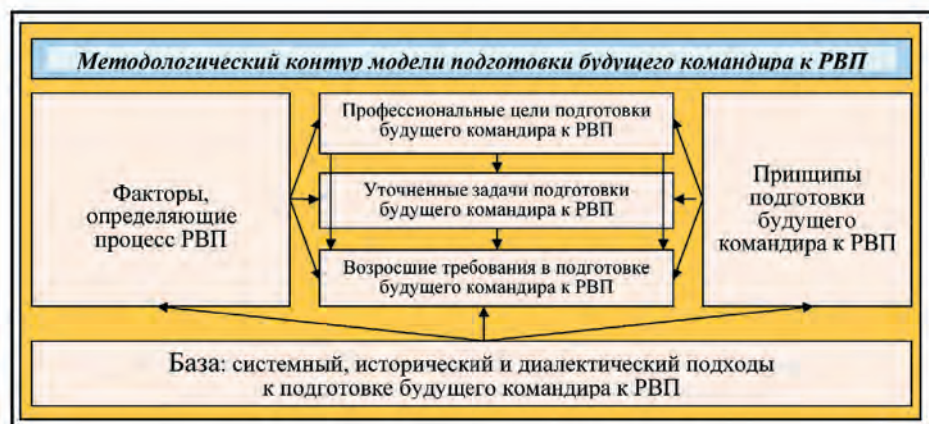 Методологический контур модели подготовки будущего командира к РВП
Факторы,
определяющие
процесс РВП
Профессиональные цели подготовки
будущего командира к РВП
Уточненные задачи подготовки
будущего командира к РВП
Возросшие требования в подготовке
будущего командира к РВП
Принципы
подготовки
будущего
командира к РВП
База: системный, исторический и диалектический подходы
к подготовке будущего командира к РВП